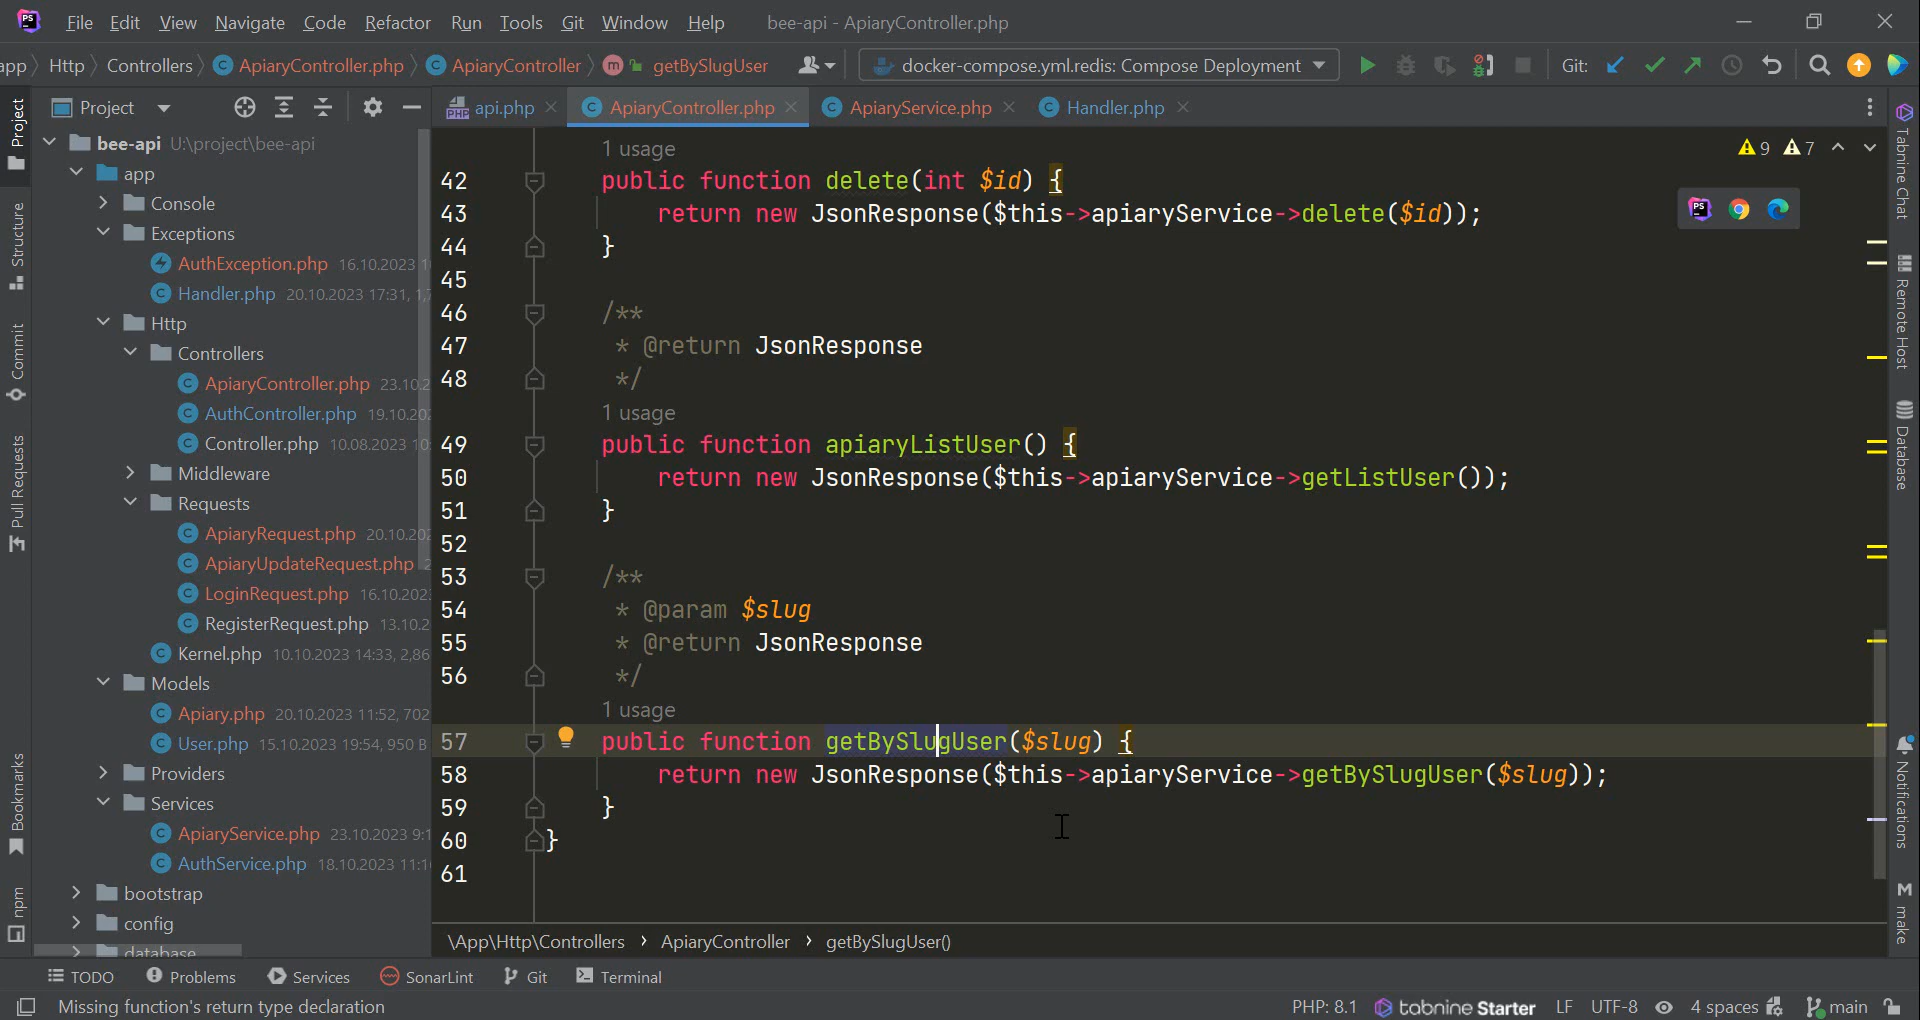 PS File Edit View Navigate Code Refactor Run Tools Git Window Help bee-api - ApiaryController.php
app Http Controllers C ApiaryController.php C ApiaryController m getBySlugUser docker-compose.yml.redis: Compose Deployment Git:
Project
api.php C ApiaryController.php C ApiaryService.php C Handler.php
PHP
bee-api U:\project\bee-api
app
Console
Exceptions
AuthException.php 16.10.2023 1
C Handler.php 20.10.2023 17:31, 1,7
Http
Controllers
C ApiaryController.php 23.10.2
C AuthController.php 19.10.20
C Controller.php 10.08.2023 10
Middleware
Requests
C ApiaryRequest.php 20.10.202
C ApiaryUpdateRequest.php 2
C LoginRequest.php 16.10.202
C RegisterRequest.php 13.10.2
C Kernel.php 10.10.2023 14:33, 2,86
Models
C Apiary.php 20.10.2023 11:52, 702
C User.php 15.10.2023 19:54, 950 B
Providers
Services
C ApiaryService.php 23.10.2023 9:1
C AuthService.php 18.10.2023 11:1
bootstrap
config
database
Project
Structure
Commit
Pull Requests
Bookmarks
npm
1 usage
9 7
42 public function delete(int $id) {
43 return new JsonResponse($this->apiaryService->delete($id));
PS
44 }
45
46 /**
47 * @return JsonResponse
48 */
1 usage
49 public function apiaryListUser() {
50 return new JsonResponse($this->apiaryService->getListUser());
51 }
52
53 /**
54 * @param $slug
55 * @return JsonResponse
56 */
1 usage
57 public function getBySlugUser($slug) {
58 return new JsonResponse($this->apiaryService->getBySlugUser($slug));
59 }
60 }
61
\App\Http\Controllers › ApiaryController › getBySlugUser()
Tabnine Chat
Remote Host
Database
Notifications
M make
TODO Problems Services SonarLint Git Terminal
Missing function's return type declaration PHP: 8.1 tabnine Starter LF UTF-8 4 spaces main